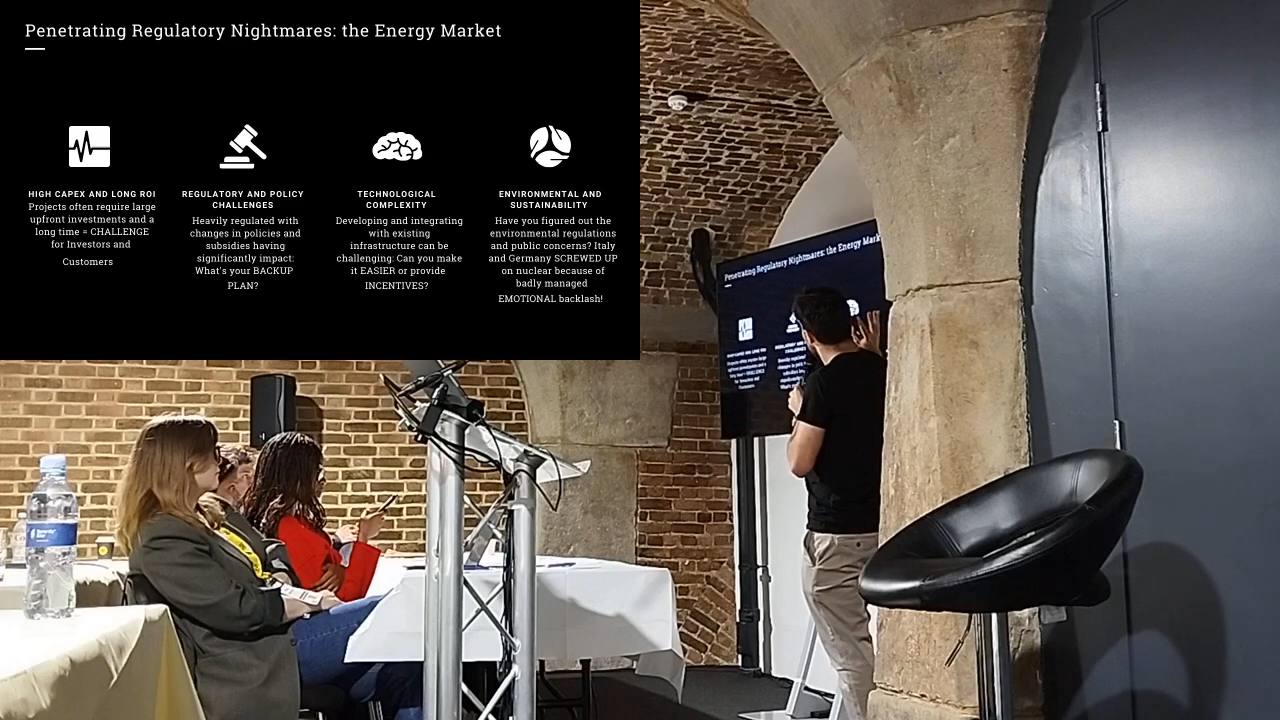 Penetrating Regulatory Nightmares: the Energy Market
HIGH CAPEX AND LONG ROI
Projects often require large
upfront investments and a
long time = CHALLENGE
for Investors and
Customers
REGULATORY AND POLICY
CHALLENGES
Heavily regulated with
changes in policies and
subsidies having
significantly impact:
What's your BACKUP
PLAN?
TECHNOLOGICAL
COMPLEXITY
Developing and integrating
with existing
infrastructure can be
challenging: Can you make
it EASIER or provide
INCENTIVES?
ENVIRONMENTAL AND
SUSTAINABILITY
Have you figured out the
environmental regulations
and public concerns? Italy
and Germany SCREWED UP
on nuclear because of
badly managed
EMOTIONAL backlash!
Penetrating Regulatory Nightmares: the Energy Mark